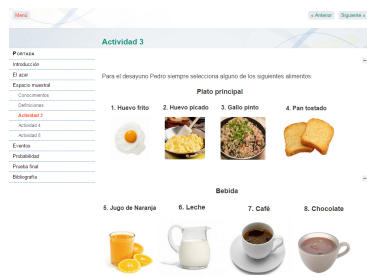 Menú
« Anterior Siguiente »
Actividad 3
PORTADA
Introducción
El azar
Espacio muestral
Conocimientos
Definiciones
Actividad 3
Actividad 4
Actividad 5
Eventos
Probabilidad
Prueba final
Bibliografía
Para el desayuno Pedro siempre selecciona alguno de los siguientes alimentos:
Plato principal
1. Huevo frito 2. Huevo picado 3. Gallo pinto 4. Pan tostado
Bebida
5. Jugo de Naranja 6. Leche 7. Café 8. Chocolate